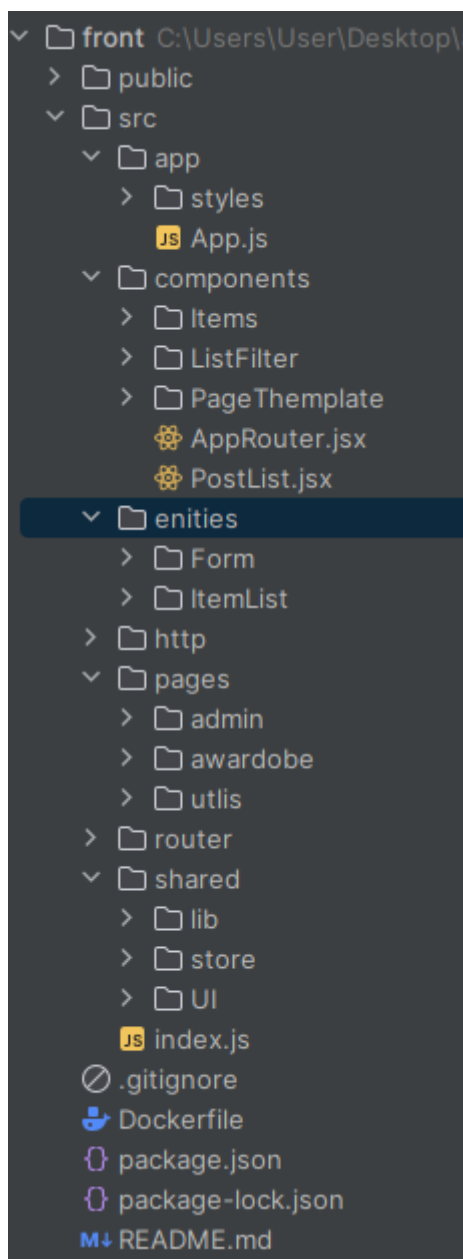 front C:\Users\User\Desktop\
public
src
app
styles
JS App.js
components
Items
ListFilter
PageThemplate
AppRouter.jsx
PostList.jsx
enities
Form
ItemList
http
pages
admin
awardobe
utlis
router
shared
lib
store
UI
JS index.js
.gitignore
Dockerfile
{} package.json
{} package-lock.json
M↓ README.md